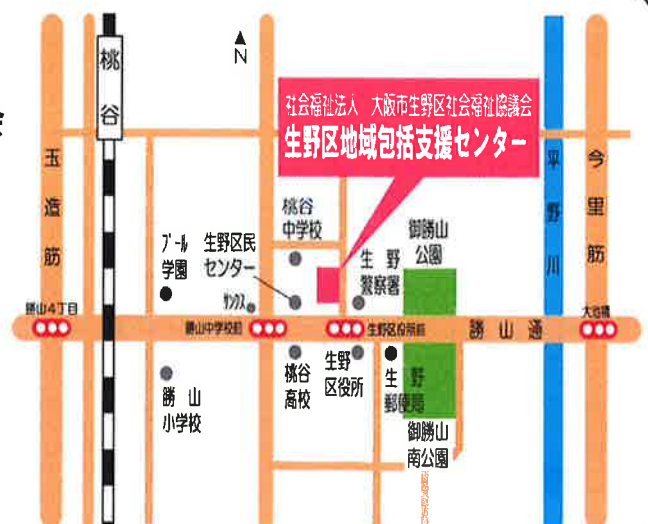 桃谷
N
社会福祉法人 大阪市生野区社会福祉協議会
生野区地域包括支援センター
玉造筋
平野川
今里筋
桃谷
中学校
御勝山
公園
プール
学園
生野区民
センター
生野
警察署
サンクス
勝山4丁目
勝山中学校前
生野区役所前
勝山通
大池橋
勝山
小学校
桃谷
高校
生野
区役所
生野
郵便局
御勝山
南公園